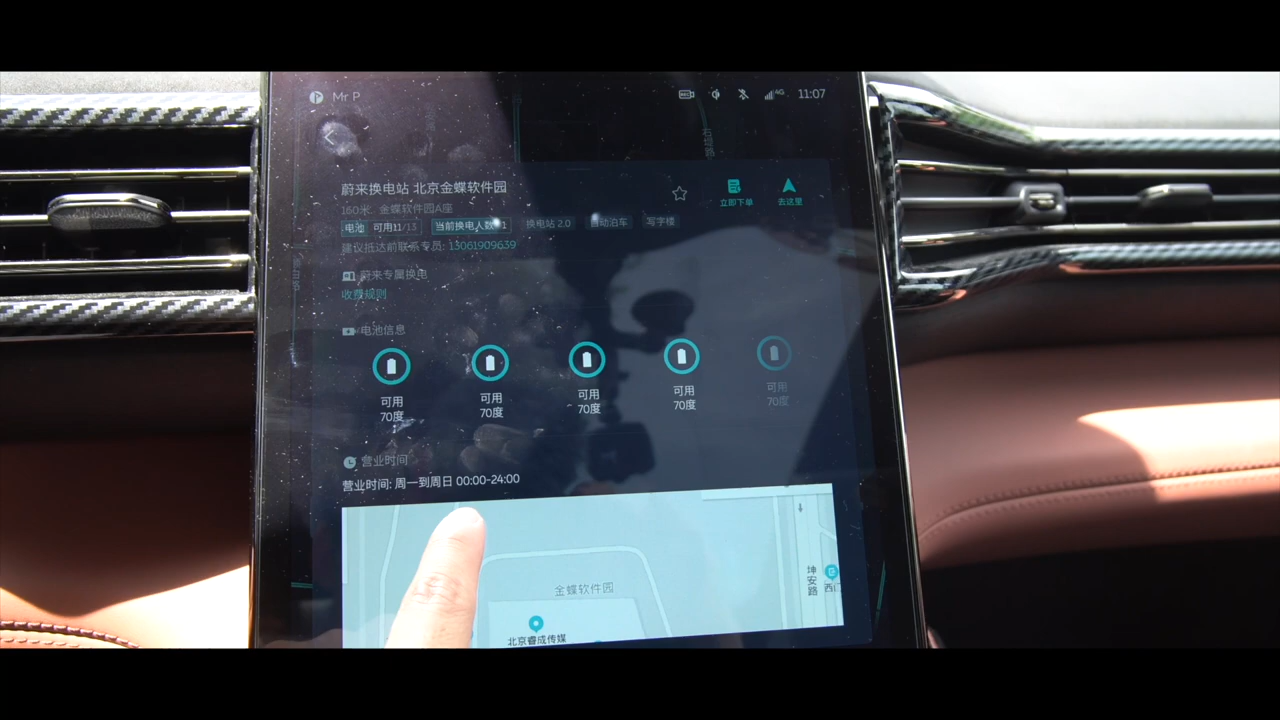 Mr P
4G
11:07
石堤路
蔚来换电站 北京金蝶软件园
160米 金蝶软件园A座
立即下单
去这里
电池 可用11/13 当前换电人数 1 换电站 2.0 自动泊车 写字楼
建议抵达前联系专员: 13061909639
蔚来专属换电
收费规则
电池信息
可用 可用 可用 可用 可用
70度 70度 70度 70度 70度
营业时间
营业时间: 周一到周日 00:00-24:00
金蝶软件园
坤安路
西门
北京睿成传媒